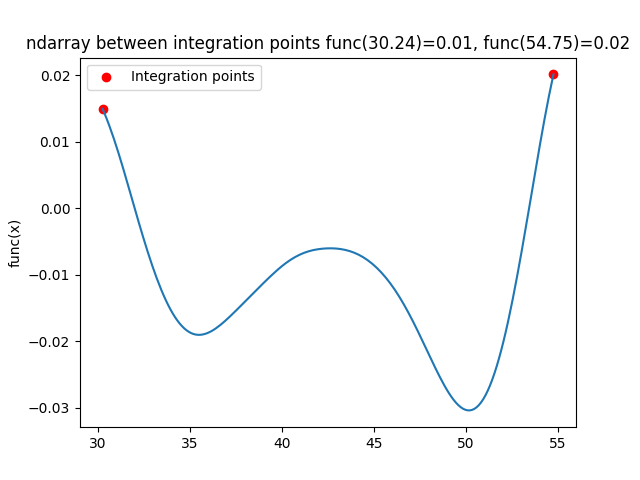 ndarray between integration points func(30.24)=0.01, func(54.75)=0.02
Integration points
func(x)
0.02
0.01
0.00
−0.01
−0.02
−0.03
30 35 40 45 50 55